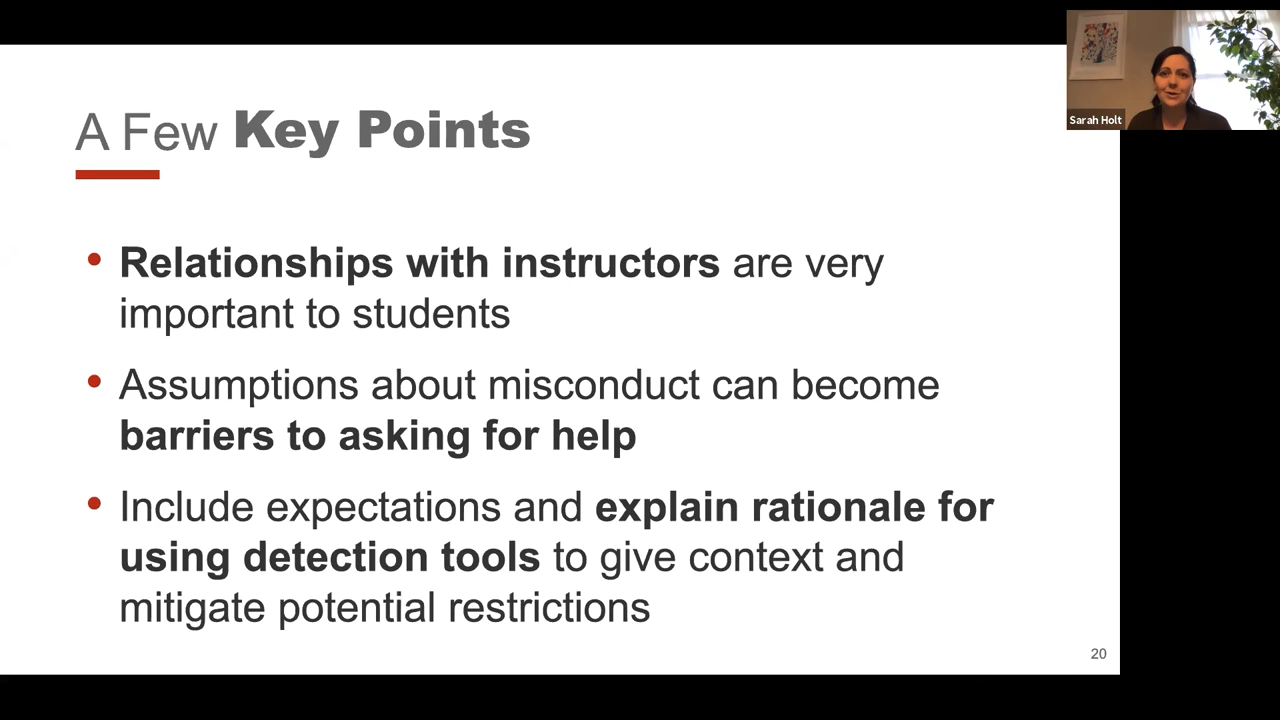 A Few Key Points
Relationships with instructors are very
important to students
Assumptions about misconduct can become
barriers to asking for help
Include expectations and explain rationale for
using detection tools to give context and
mitigate potential restrictions
20
Sarah Holt